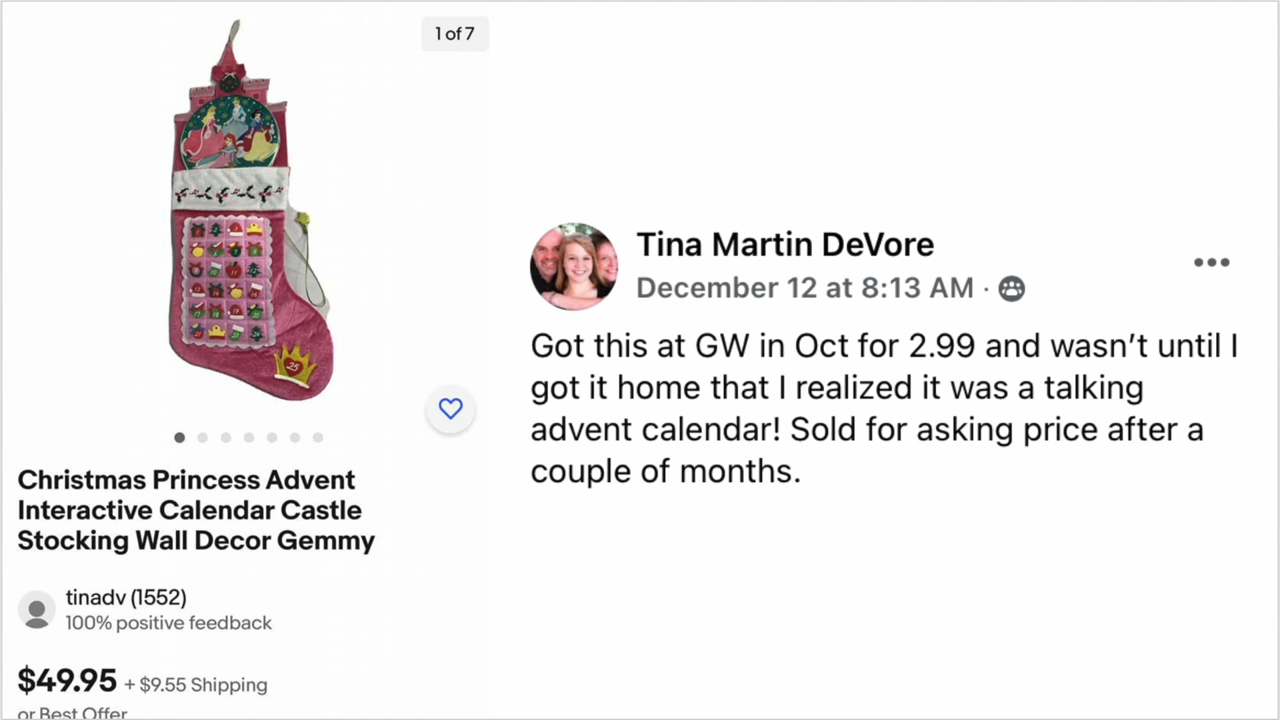 1 of 7
Christmas Princess Advent
Interactive Calendar Castle
Stocking Wall Decor Gemmy
tinadv (1552)
100% positive feedback
$49.95 + $9.55 Shipping
or Best Offer
Tina Martin DeVore
December 12 at 8:13 AM ·
Got this at GW in Oct for 2.99 and wasn't until I
got it home that I realized it was a talking
advent calendar! Sold for asking price after a
couple of months.
25